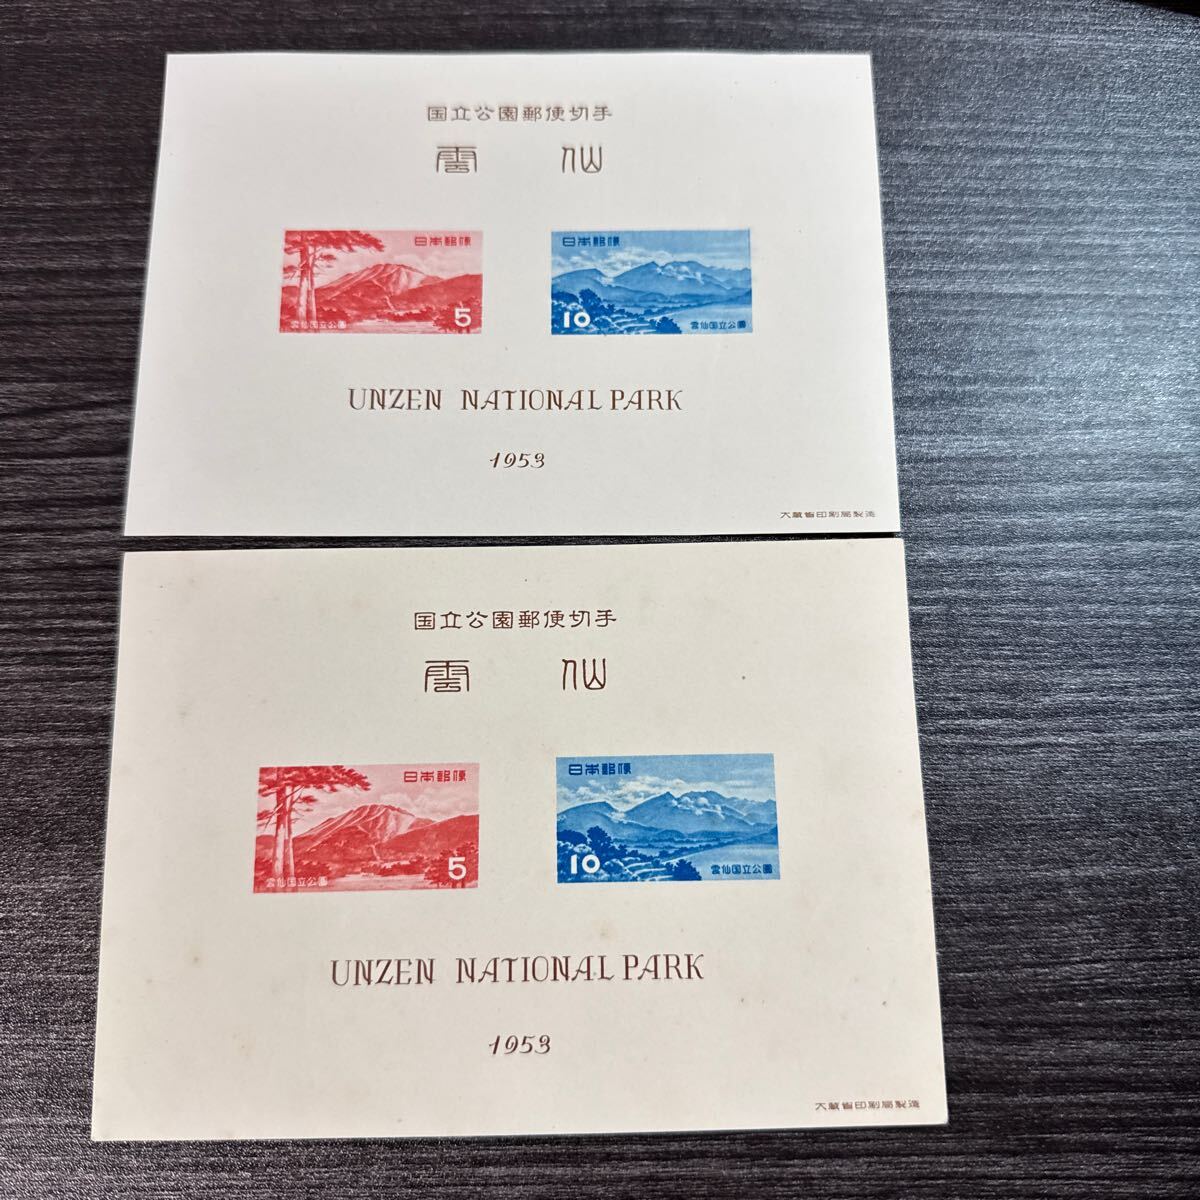 国立公園郵便切手
雲 仙
日本郵便
5
雲仙国立公園
日本郵便
10
雲仙国立公園
UNZEN NATIONAL PARK
1953
大蔵省印刷局製造
国立公園郵便切手
雲 仙
日本郵便
5
雲仙国立公園
日本郵便
10
雲仙国立公園
UNZEN NATIONAL PARK
1953
大蔵省印刷局製造